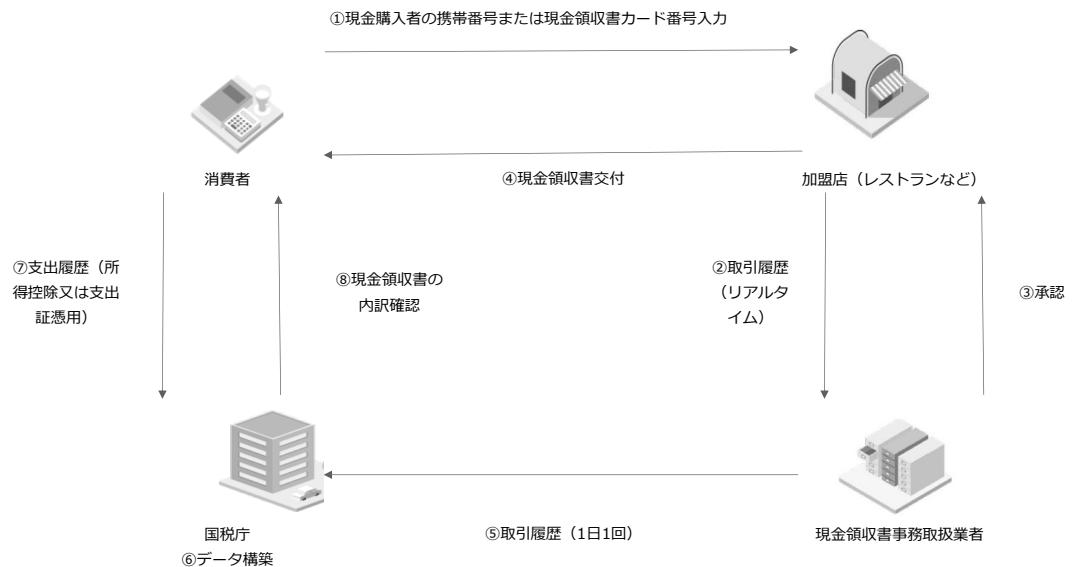 ①現金購入者の携帯番号または現金領収書カード番号入力
消費者
④現金領収書交付
加盟店（レストランなど）
⑦支出履歴（所
得控除又は支出
証憑用）
⑧現金領収書の
内訳確認
②取引履歴
（リアルタ
イム）
③承認
国税庁
⑥データ構築
⑤取引履歴（1日1回）
現金領収書事務取扱業者